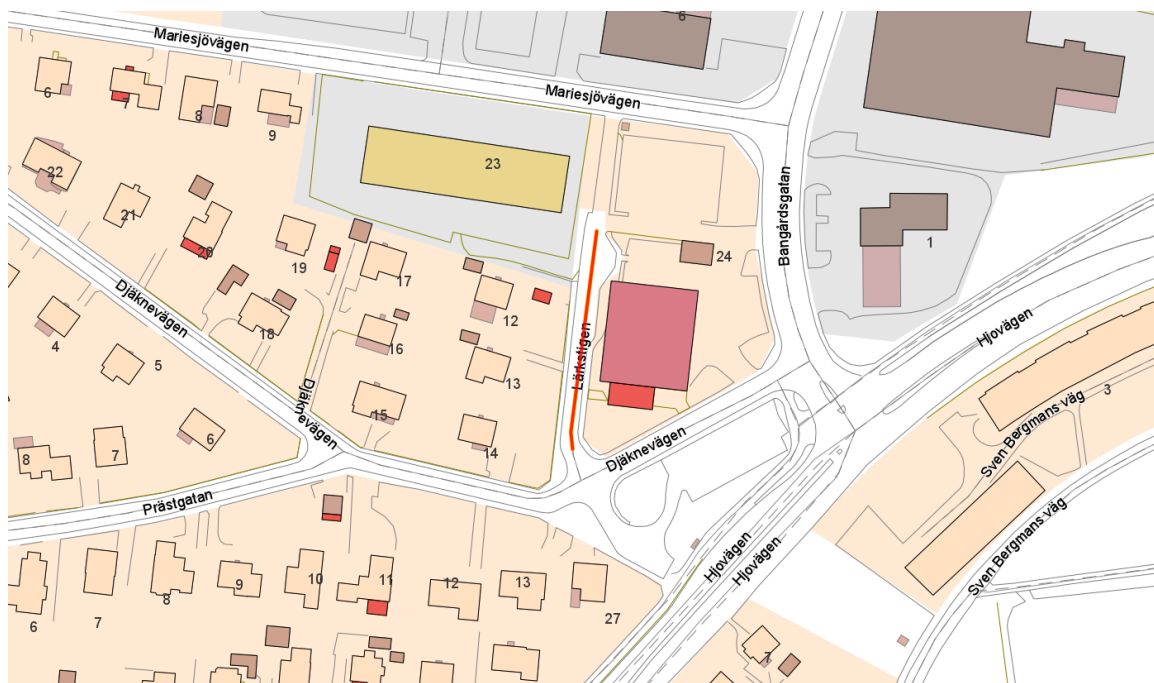 6
Mariesjövägen
6
7
8
9
Mariesjövägen
23
22
21
20
19
17
24
1
Bangårdsgatan
Djäknevägen
Hjovägen
12
18
4
16
5
Lärkstigen
13
3
Djäknevägen
15
Sven Bergmans väg
6
14
Djäknevägen
7
8
Prästgatan
Sven Bergmans väg
Hjovägen
Hjovägen
9
10
11
12
13
8
27
6
7
7